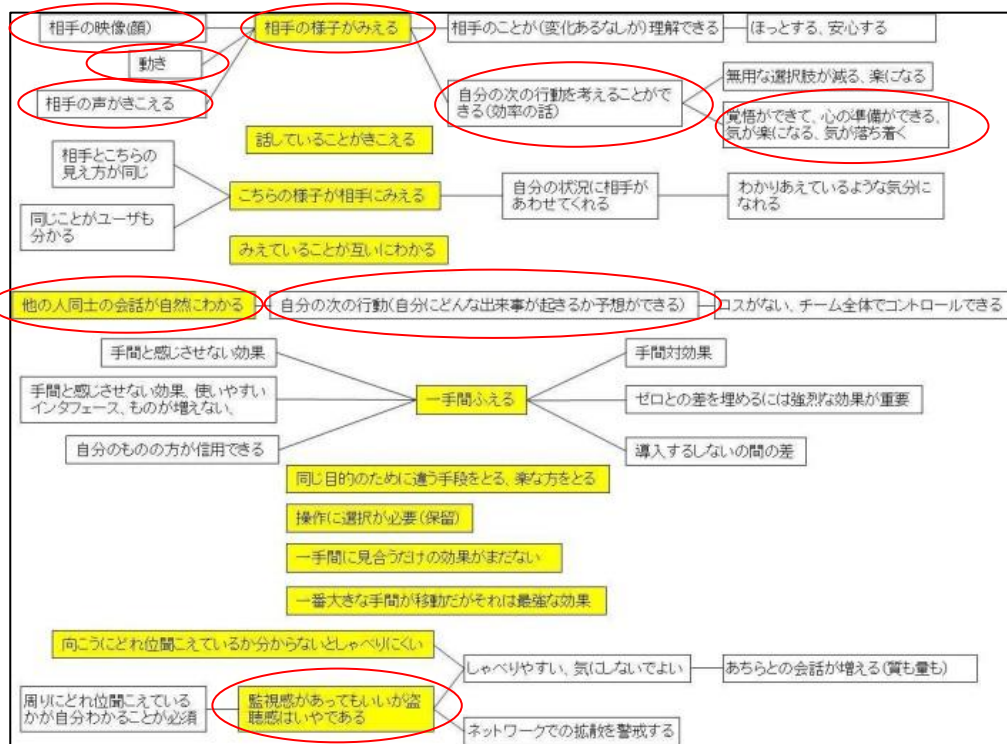 相手の映像(顔)
相手の様子がみえる
相手のことが(変化あるなしが)理解できる
ほっとする、安心する
動き
相手の声がきこえる
自分の次の行動を考えることがで
きる(効率の話)
無用な選択肢が減る、楽になる
覚悟ができて、心の準備ができる、
気が楽になる、気が落ち着く
話していることがきこえる
相手とこちらの
見え方が同じ
こちらの様子が相手にみえる
自分の状況に相手が
あわせてくれる
わかりあえているような気分に
なれる
同じことがユーザも
分かる
みえていることが互いにわかる
他の人同士の会話が自然にわかる
自分の次の行動(自分にどんな出来事が起きるか予想ができる)
ロスがない、チーム全体でコントロールできる
手間と感じさせない効果
手間対効果
手間と感じさせない効果、使いやすい
インタフェース、ものが増えない、
一手間ふえる
ゼロとの差を埋めるには強烈な効果が重要
自分のものの方が信用できる
導入するしないの間の差
同じ目的のために違う手段をとる、楽な方をとる
操作に選択が必要(保留)
一手間に見合うだけの効果がまだない
一番大きな手間が移動だがそれは最強な効果
向こうにどれ位聞こえているか分からないとしゃべりにくい
しゃべりやすい、気にしないでよい
あちらとの会話が増える(質も量も)
周りにどれ位聞こえている
かが自分わかることが必須
監視感があってもいいが盗
聴感はいやである
ネットワークでの拡散を警戒する